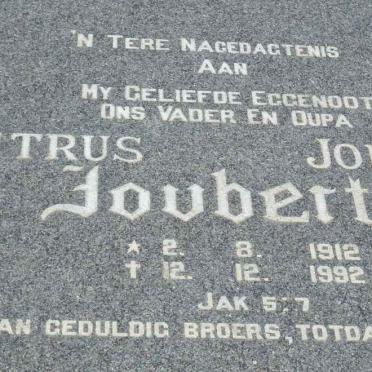 'N TERE NAGEDAGTENIS
AAN
MY GELIEFDE EGGENOOT
ONS VADER EN OUPA
TRUS JO
Joubert
★ 2. 8. 1912
✝ 12. 12. 1992
JAK 5:7
AN GEDULDIG BROERS, TOTDA